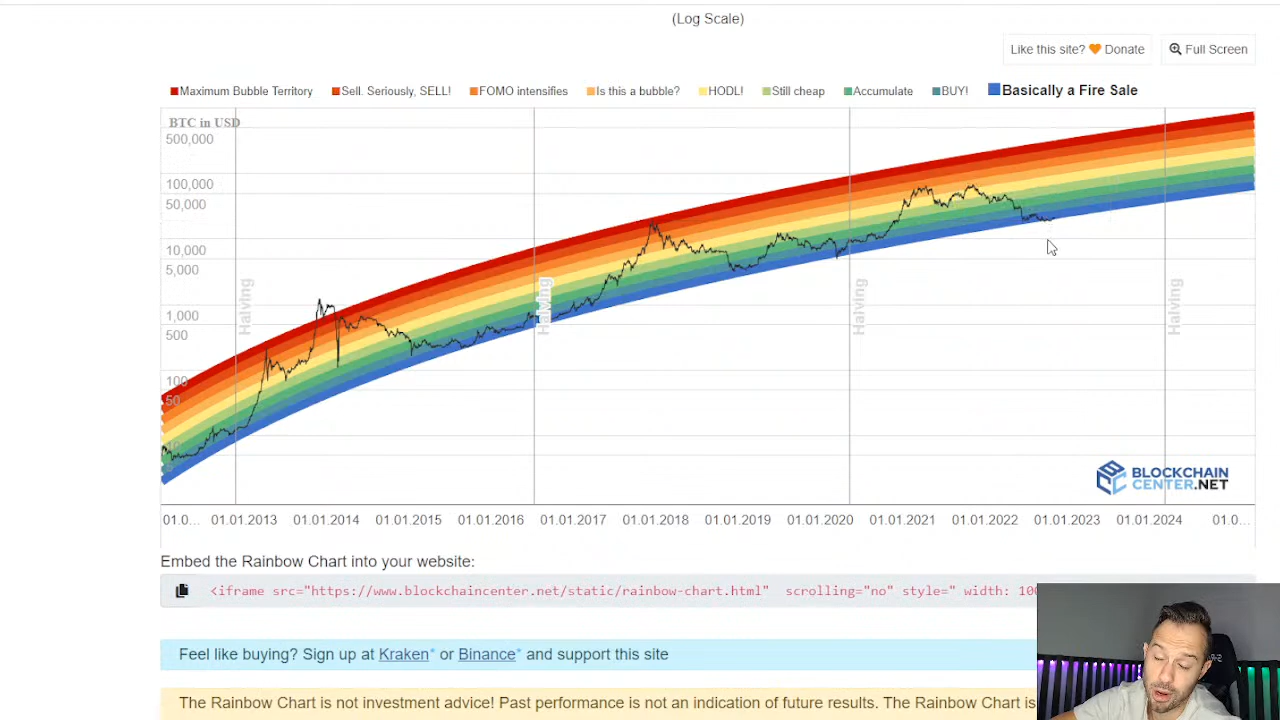 (Log Scale)
Like this site? 🧡 Donate
Full Screen
Maximum Bubble Territory Sell. Seriously, SELL! FOMO intensifies Is this a bubble? HODL! Still cheap Accumulate BUY! Basically a Fire Sale
BTC in USD
500,000
100,000
50,000
10,000
5,000
1,000
500
100
50
10
Halving
Halving
Halving
Halving
BLOCKCHAIN
CENTER.NET
01.0... 01.01.2013 01.01.2014 01.01.2015 01.01.2016 01.01.2017 01.01.2018 01.01.2019 01.01.2020 01.01.2021 01.01.2022 01.01.2023 01.01.2024 01.0...
Embed the Rainbow Chart into your website:
<iframe src="https://www.blockchaincenter.net/static/rainbow-chart.html" scrolling="no" style=" width: 100
Feel like buying? Sign up at Kraken* or Binance* and support this site
The Rainbow Chart is not investment advice! Past performance is not an indication of future results. The Rainbow Chart is